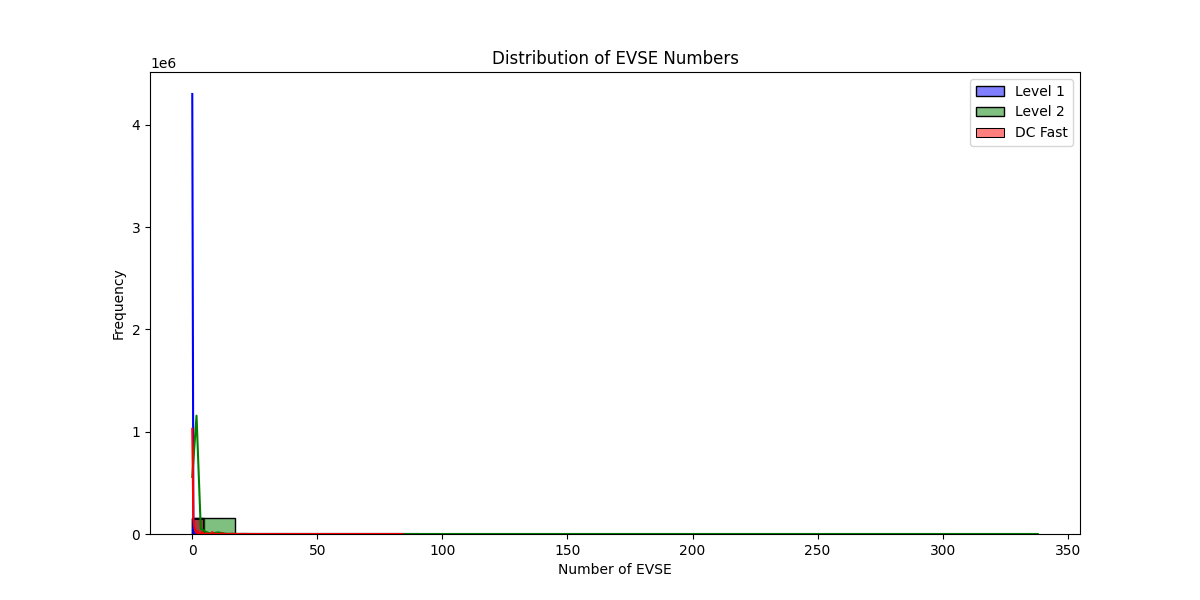 Distribution of EVSE Numbers
1e6
Level 1
Level 2
DC Fast
4
3
2
1
0
Frequency
0 50 100 150 200 250 300 350
Number of EVSE